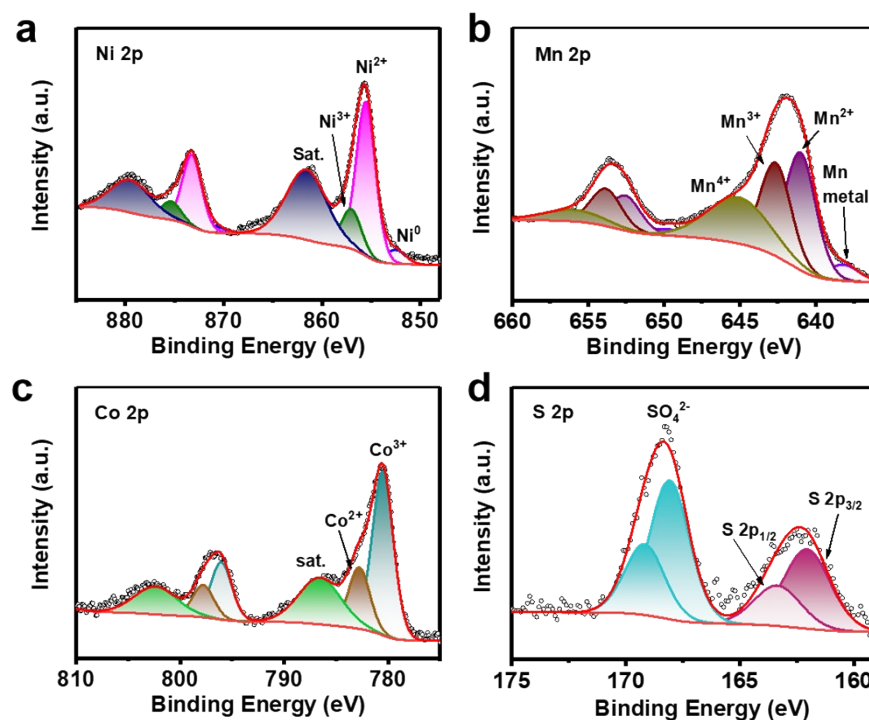 a
Ni 2p
Ni²⁺
Ni³⁺
Sat.
Ni⁰
Intensity (a.u.)
880 870 860 850
Binding Energy (eV)
b
Mn 2p
Mn³⁺
Mn²⁺
Mn⁴⁺
Mn
metal
Intensity (a.u.)
660 650 640
Binding Energy (eV)
c
Co 2p
Co³⁺
Co²⁺
sat.
Intensity (a.u.)
810 800 790 780
Binding Energy (eV)
d
S 2p
SO₄²⁻
S 2p₁/₂
S 2p₃/₂
Intensity (a.u.)
175 170 165 160
Binding Energy (eV)